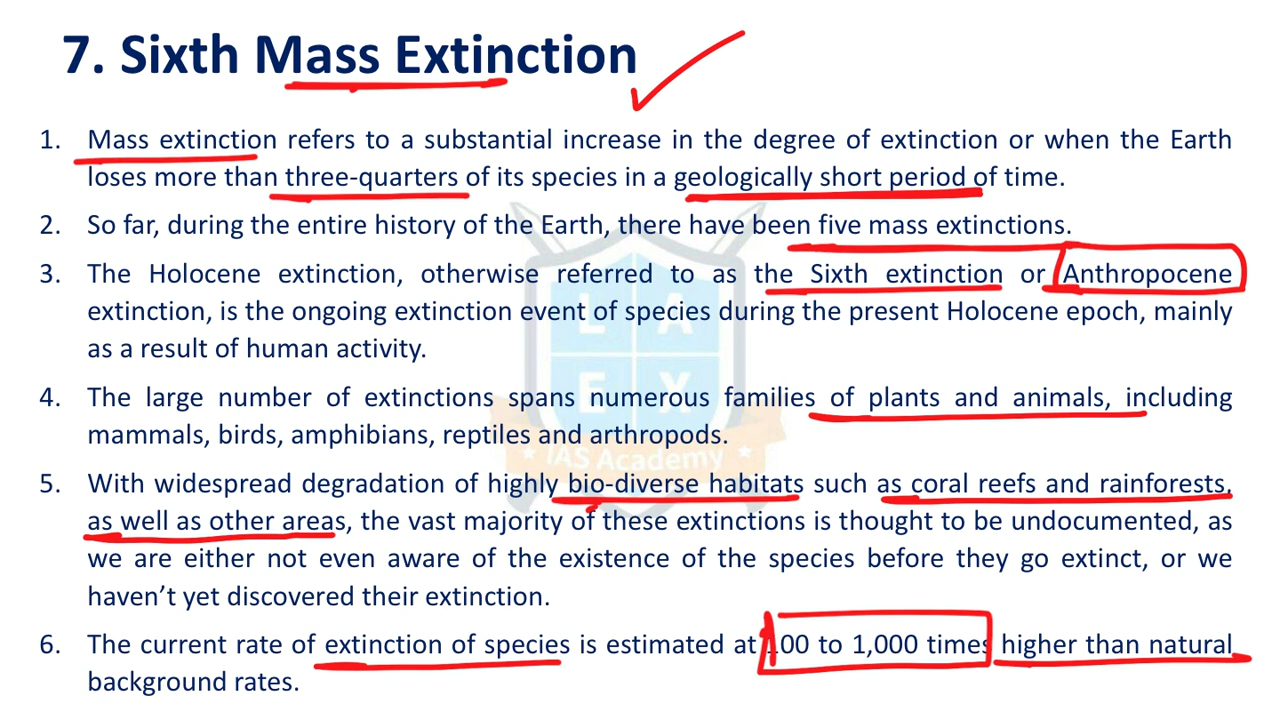 7. Sixth Mass Extinction
1. Mass extinction refers to a substantial increase in the degree of extinction or when the Earth
loses more than three-quarters of its species in a geologically short period of time.
2. So far, during the entire history of the Earth, there have been five mass extinctions.
3. The Holocene extinction, otherwise referred to as the Sixth extinction or Anthropocene
extinction, is the ongoing extinction event of species during the present Holocene epoch, mainly
as a result of human activity.
4. The large number of extinctions spans numerous families of plants and animals, including
mammals, birds, amphibians, reptiles and arthropods.
5. With widespread degradation of highly bio-diverse habitats such as coral reefs and rainforests,
as well as other areas, the vast majority of these extinctions is thought to be undocumented, as
we are either not even aware of the existence of the species before they go extinct, or we
haven't yet discovered their extinction.
6. The current rate of extinction of species is estimated at 100 to 1,000 times higher than natural
background rates.
L A
E X
IAS Academy